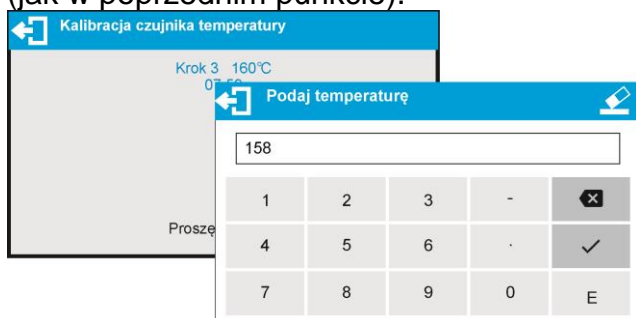 (jak w poprzednim punkcie).
Kalibracja czujnika temperatury
Krok 3 160°C
Proszę
Podaj temperaturę
158
1 2 3 -
4 5 6 .
7 8 9 0 E